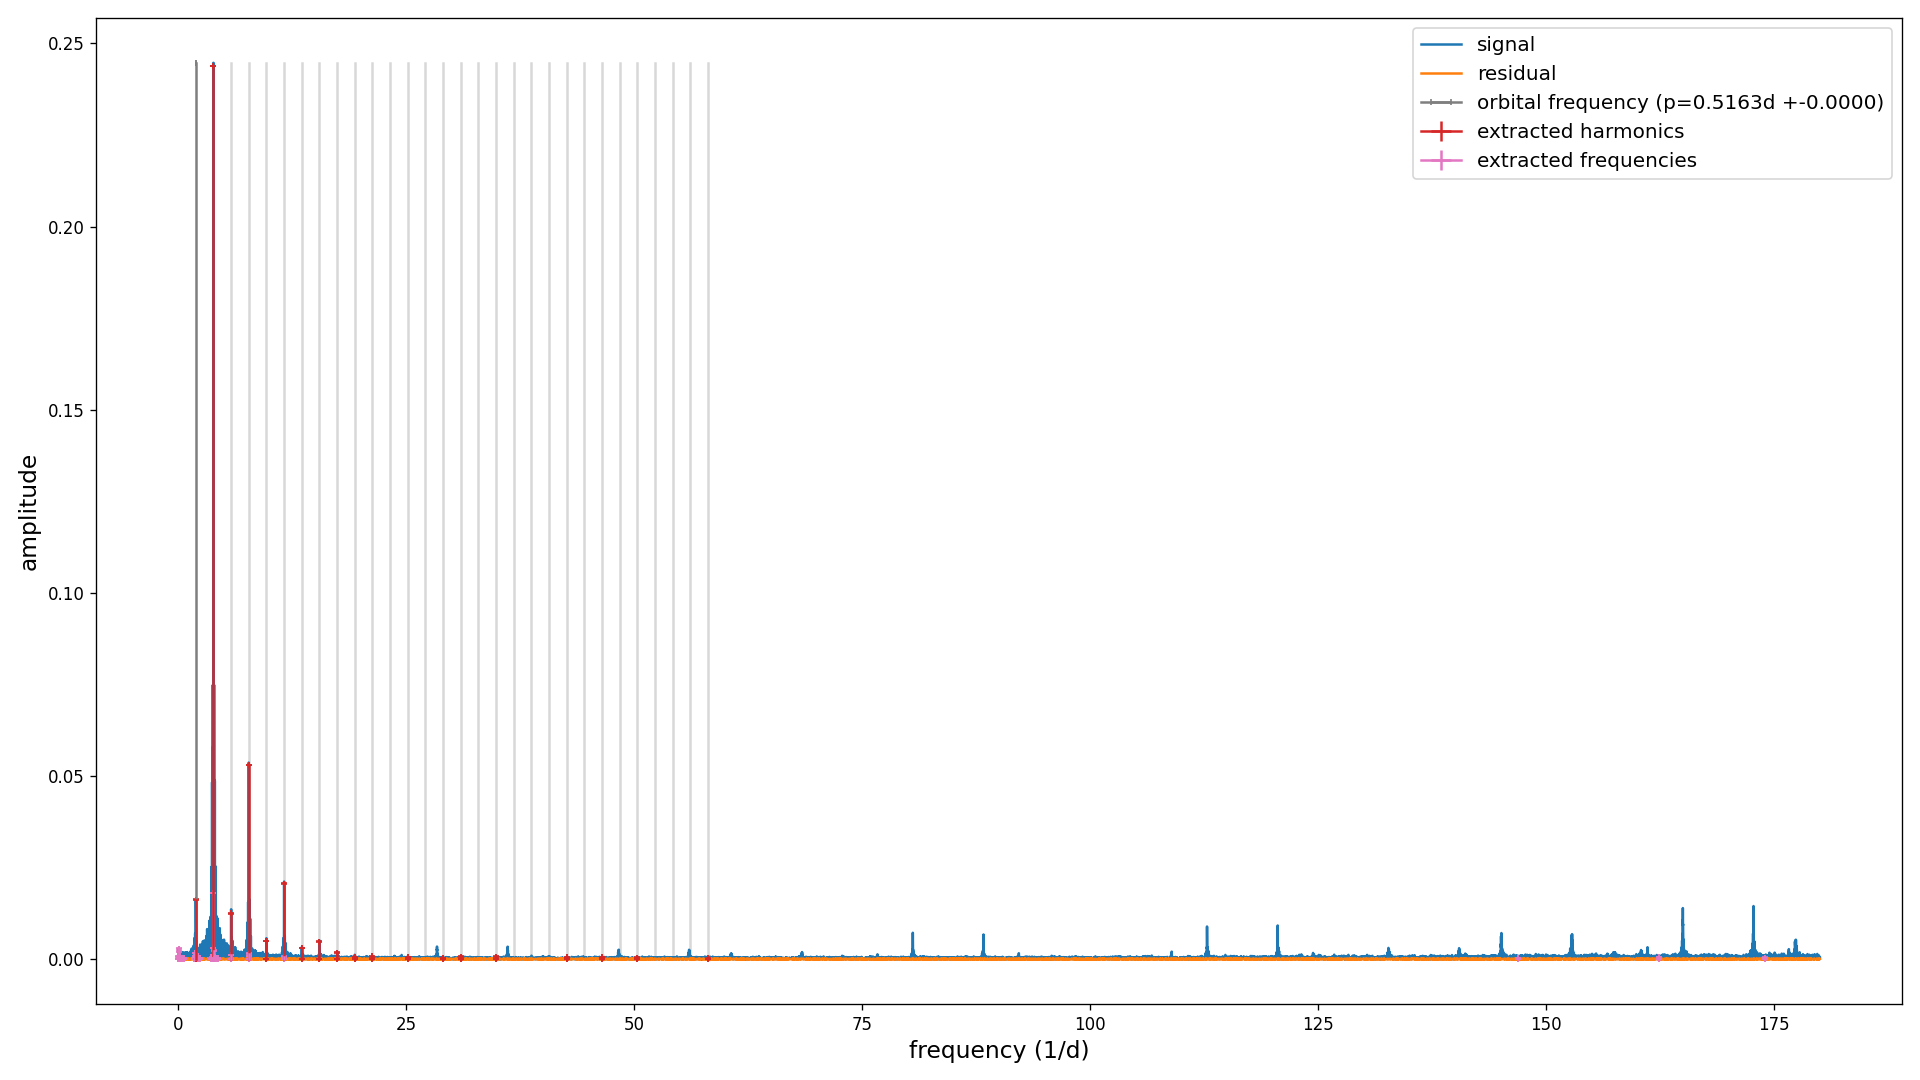 signal
residual
orbital frequency (p=0.5163d +-0.0000)
extracted harmonics
extracted frequencies
0.25
0.20
0.15
0.10
0.05
0.00
amplitude
0 25 50 75 100 125 150 175
frequency (1/d)